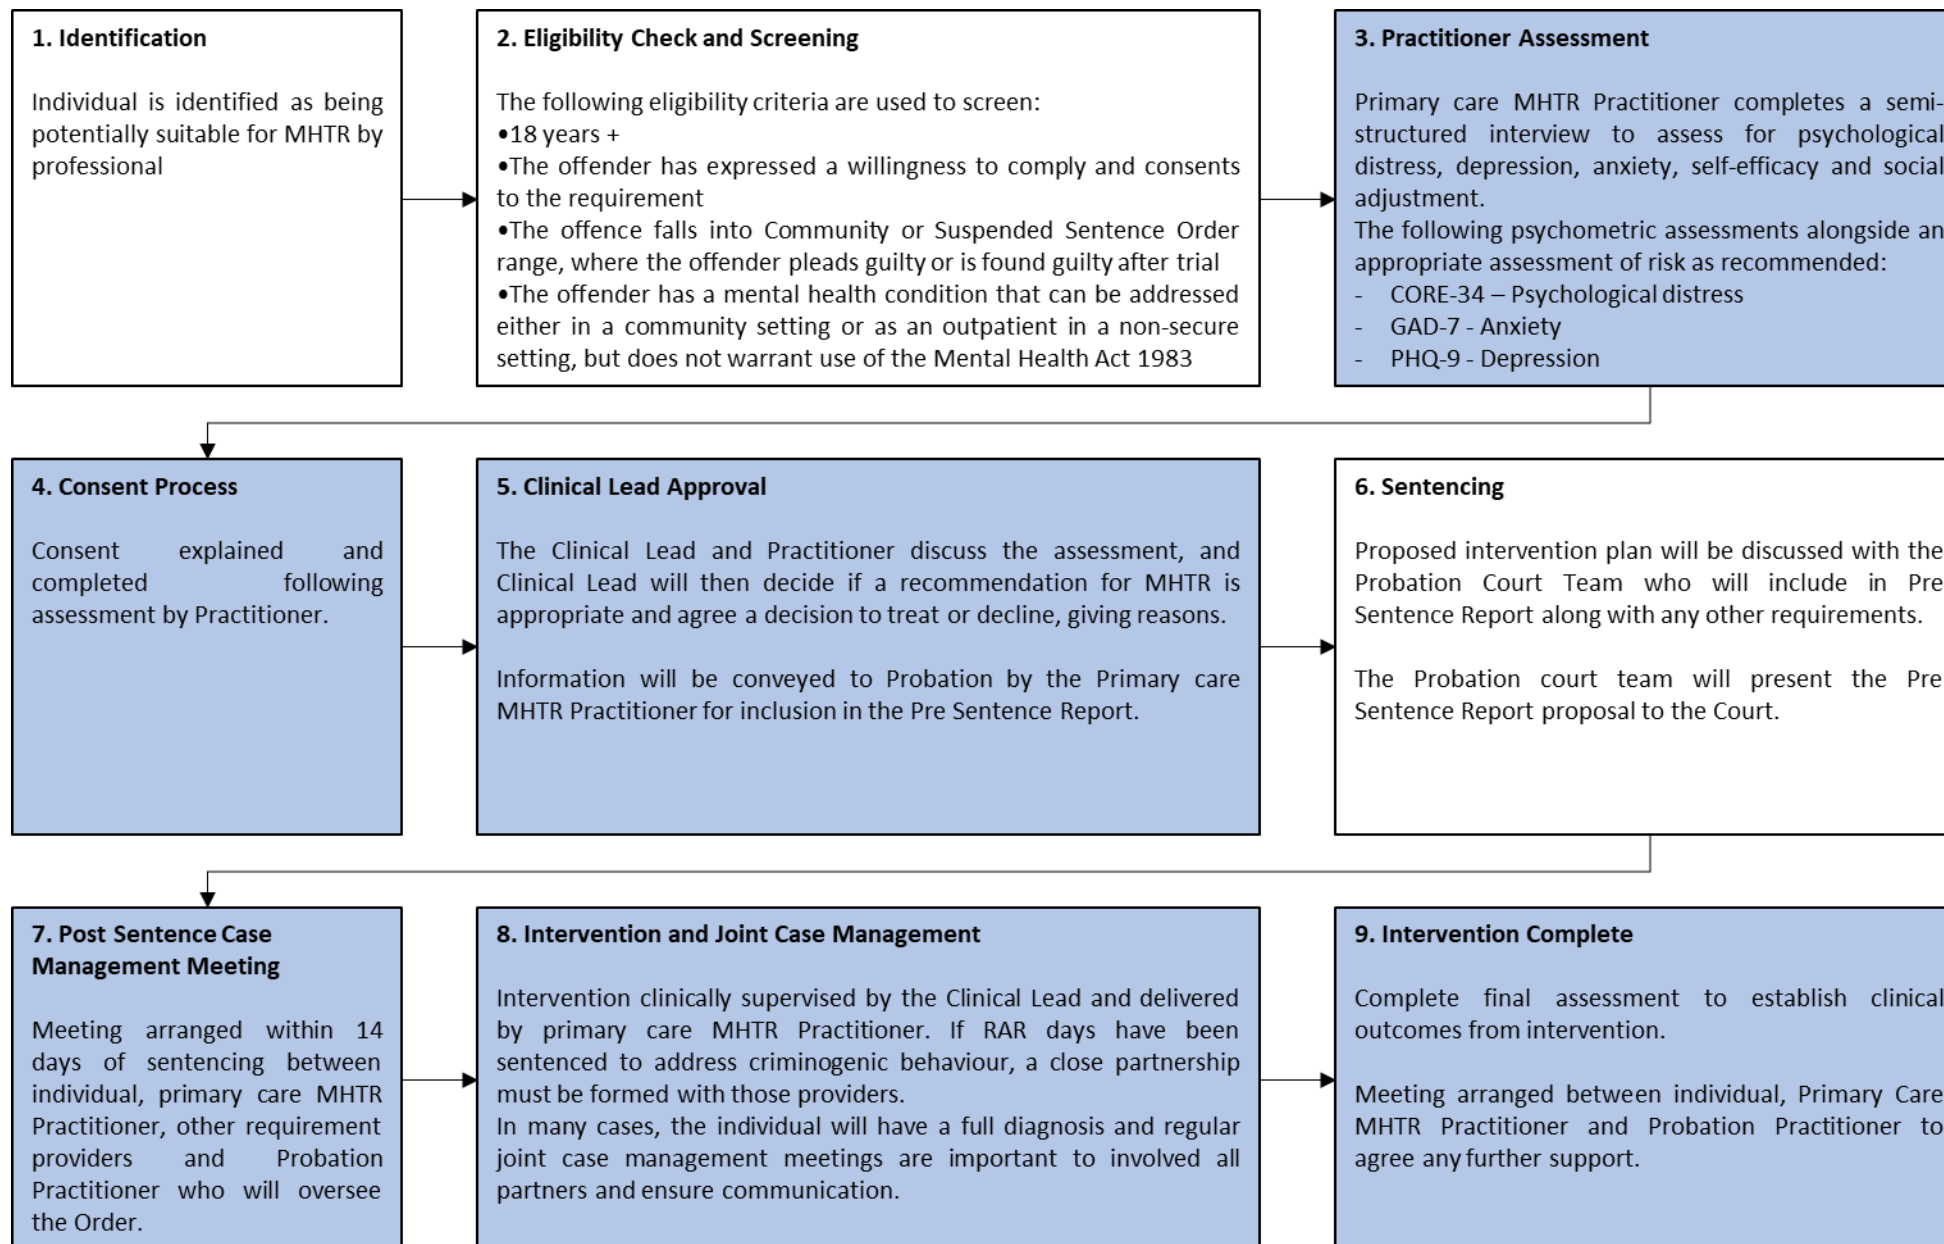 1. Identification
Individual is identified as being
potentially suitable for MHTR by
professional
2. Eligibility Check and Screening
The following eligibility criteria are used to screen:
•18 years +
•The offender has expressed a willingness to comply and consents
to the requirement
•The offence falls into Community or Suspended Sentence Order
range, where the offender pleads guilty or is found guilty after trial
•The offender has a mental health condition that can be addressed
either in a community setting or as an outpatient in a non-secure
setting, but does not warrant use of the Mental Health Act 1983
3. Practitioner Assessment
Primary care MHTR Practitioner completes a semi-
structured interview to assess for psychological
distress, depression, anxiety, self-efficacy and social
adjustment.
The following psychometric assessments alongside an
appropriate assessment of risk as recommended:
- CORE-34 – Psychological distress
- GAD-7 - Anxiety
- PHQ-9 - Depression
4. Consent Process
Consent explained and
completed following
assessment by Practitioner.
5. Clinical Lead Approval
The Clinical Lead and Practitioner discuss the assessment, and
Clinical Lead will then decide if a recommendation for MHTR is
appropriate and agree a decision to treat or decline, giving reasons.
Information will be conveyed to Probation by the Primary care
MHTR Practitioner for inclusion in the Pre Sentence Report.
6. Sentencing
Proposed intervention plan will be discussed with the
Probation Court Team who will include in Pre
Sentence Report along with any other requirements.
The Probation court team will present the Pre
Sentence Report proposal to the Court.
7. Post Sentence Case
Management Meeting
Meeting arranged within 14
days of sentencing between
individual, primary care MHTR
Practitioner, other requirement
providers and Probation
Practitioner who will oversee
the Order.
8. Intervention and Joint Case Management
Intervention clinically supervised by the Clinical Lead and delivered
by primary care MHTR Practitioner. If RAR days have been
sentenced to address criminogenic behaviour, a close partnership
must be formed with those providers.
In many cases, the individual will have a full diagnosis and regular
joint case management meetings are important to involved all
partners and ensure communication.
9. Intervention Complete
Complete final assessment to establish clinical
outcomes from intervention.
Meeting arranged between individual, Primary Care
MHTR Practitioner and Probation Practitioner to
agree any further support.